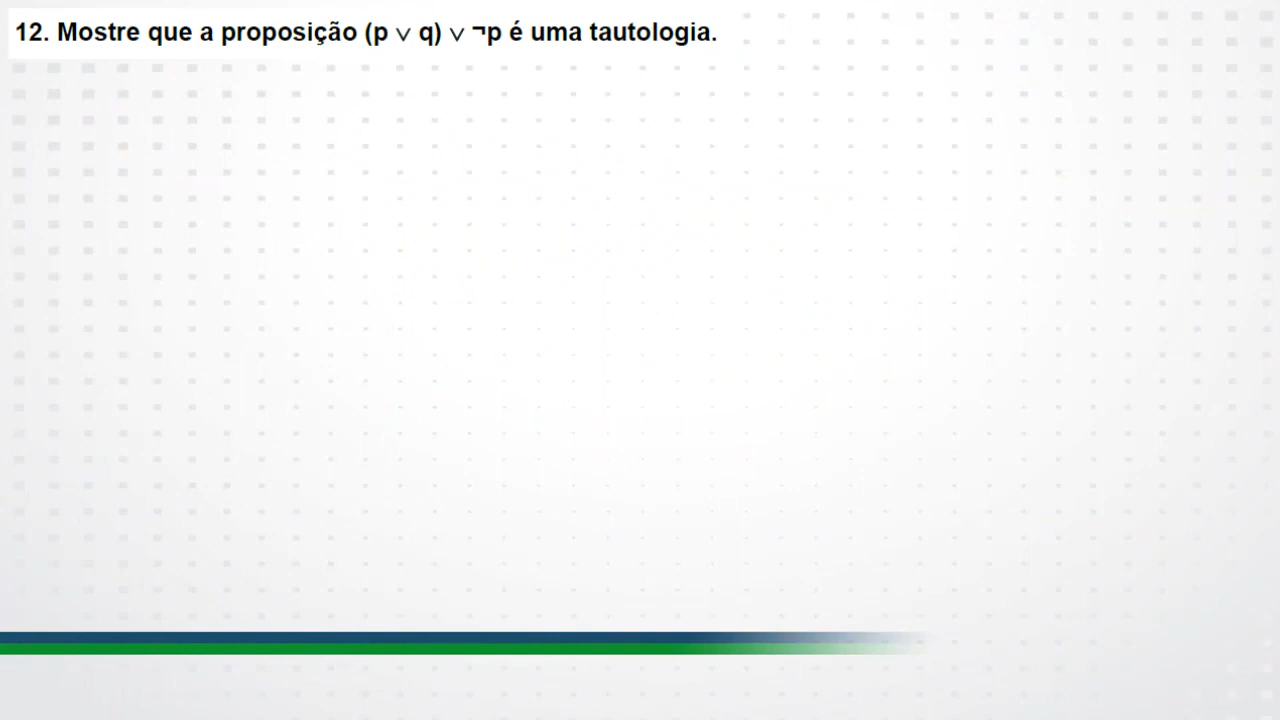 12. Mostre que a proposição (p ∨ q) ∨ ¬p é uma tautologia.